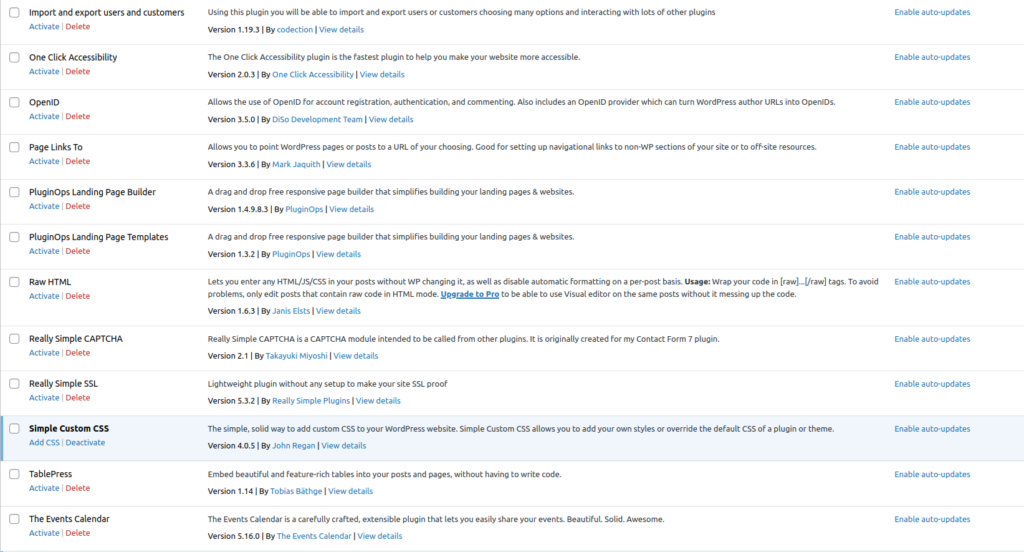 Import and export users and customers
Using this plugin you will be able to import and export users or customers choosing many options and interacting with lots of other plugins
Enable auto-updates
Activate | Delete
Version 1.19.3 | By codection | View details
One Click Accessibility
The One Click Accessibility plugin is the fastest plugin to help you make your website more accessible.
Enable auto-updates
Activate | Delete
Version 2.0.3 | By One Click Accessibility | View details
OpenID
Allows the use of OpenID for account registration, authentication, and commenting. Also includes an OpenID provider which can turn WordPress author URLs into OpenIDs.
Enable auto-updates
Activate | Delete
Version 3.5.0 | By DiSo Development Team | View details
Page Links To
Allows you to point WordPress pages or posts to a URL of your choosing. Good for setting up navigational links to non-WP sections of your site or to off-site resources.
Enable auto-updates
Activate | Delete
Version 3.3.6 | By Mark Jaquith | View details
PluginOps Landing Page Builder
A drag and drop free responsive page builder that simplifies building your landing pages & websites.
Enable auto-updates
Activate | Delete
Version 1.4.9.8.3 | By PluginOps | View details
PluginOps Landing Page Templates
A drag and drop free responsive page builder that simplifies building your landing pages & websites.
Enable auto-updates
Activate | Delete
Version 1.3.2 | By PluginOps | View details
Raw HTML
Lets you enter any HTML/JS/CSS in your posts without WP changing it, as well as disable automatic formatting on a per-post basis. Usage: Wrap your code in [raw]...[/raw] tags. To avoid
Enable auto-updates
Activate | Delete
problems, only edit posts that contain raw code in HTML mode. Upgrade to Pro to be able to use Visual editor on the same posts without it messing up the code.
Version 1.6.3 | By Janis Elsts | View details
Really Simple CAPTCHA
Really Simple CAPTCHA is a CAPTCHA module intended to be called from other plugins. It is originally created for my Contact Form 7 plugin.
Enable auto-updates
Activate | Delete
Version 2.1 | By Takayuki Miyoshi | View details
Really Simple SSL
Lightweight plugin without any setup to make your site SSL proof
Enable auto-updates
Activate | Delete
Version 5.3.2 | By Really Simple Plugins | View details
Simple Custom CSS
The simple, solid way to add custom CSS to your WordPress website. Simple Custom CSS allows you to add your own styles or override the default CSS of a plugin or theme.
Enable auto-updates
Add CSS | Deactivate
Version 4.0.5 | By John Regan | View details
TablePress
Embed beautiful and feature-rich tables into your posts and pages, without having to write code.
Enable auto-updates
Activate | Delete
Version 1.14 | By Tobias Bäthge | View details
The Events Calendar
The Events Calendar is a carefully crafted, extensible plugin that lets you easily share your events. Beautiful. Solid. Awesome.
Enable auto-updates
Activate | Delete
Version 5.16.0 | By The Events Calendar | View details